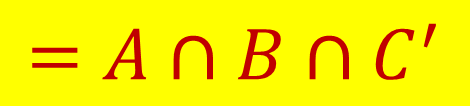 = A ∩ B ∩ C′